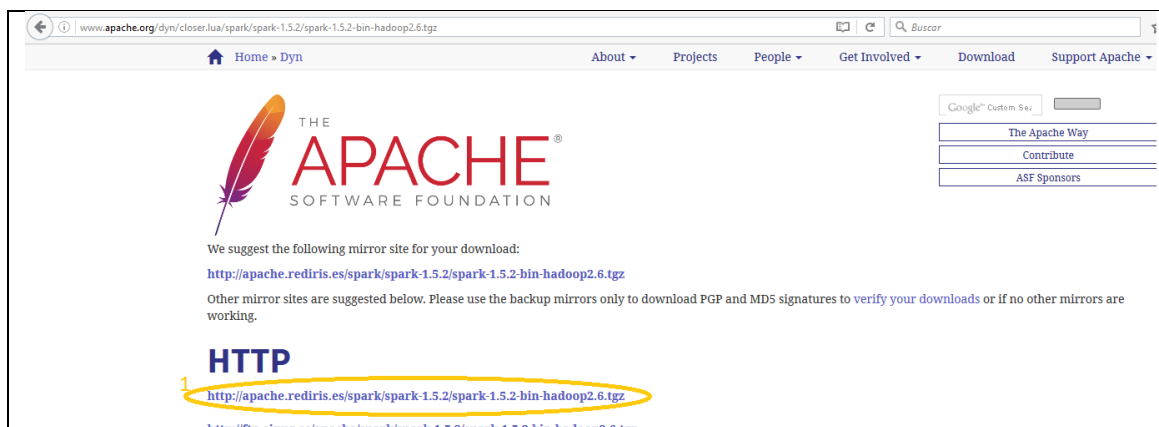 www.apache.org/dyn/closer.lua/spark/spark-1.5.2/spark-1.5.2-bin-hadoop2.6.tgz
Buscar
Home » Dyn
About
Projects
People
Get Involved
Download
Support Apache
Google™ Custom Sea
The Apache Way
Contribute
ASF Sponsors
THE
APACHE®
SOFTWARE FOUNDATION
We suggest the following mirror site for your download:
http://apache.rediris.es/spark/spark-1.5.2/spark-1.5.2-bin-hadoop2.6.tgz
Other mirror sites are suggested below. Please use the backup mirrors only to download PGP and MD5 signatures to verify your downloads or if no other mirrors are
working.
HTTP
1
http://apache.rediris.es/spark/spark-1.5.2/spark-1.5.2-bin-hadoop2.6.tgz